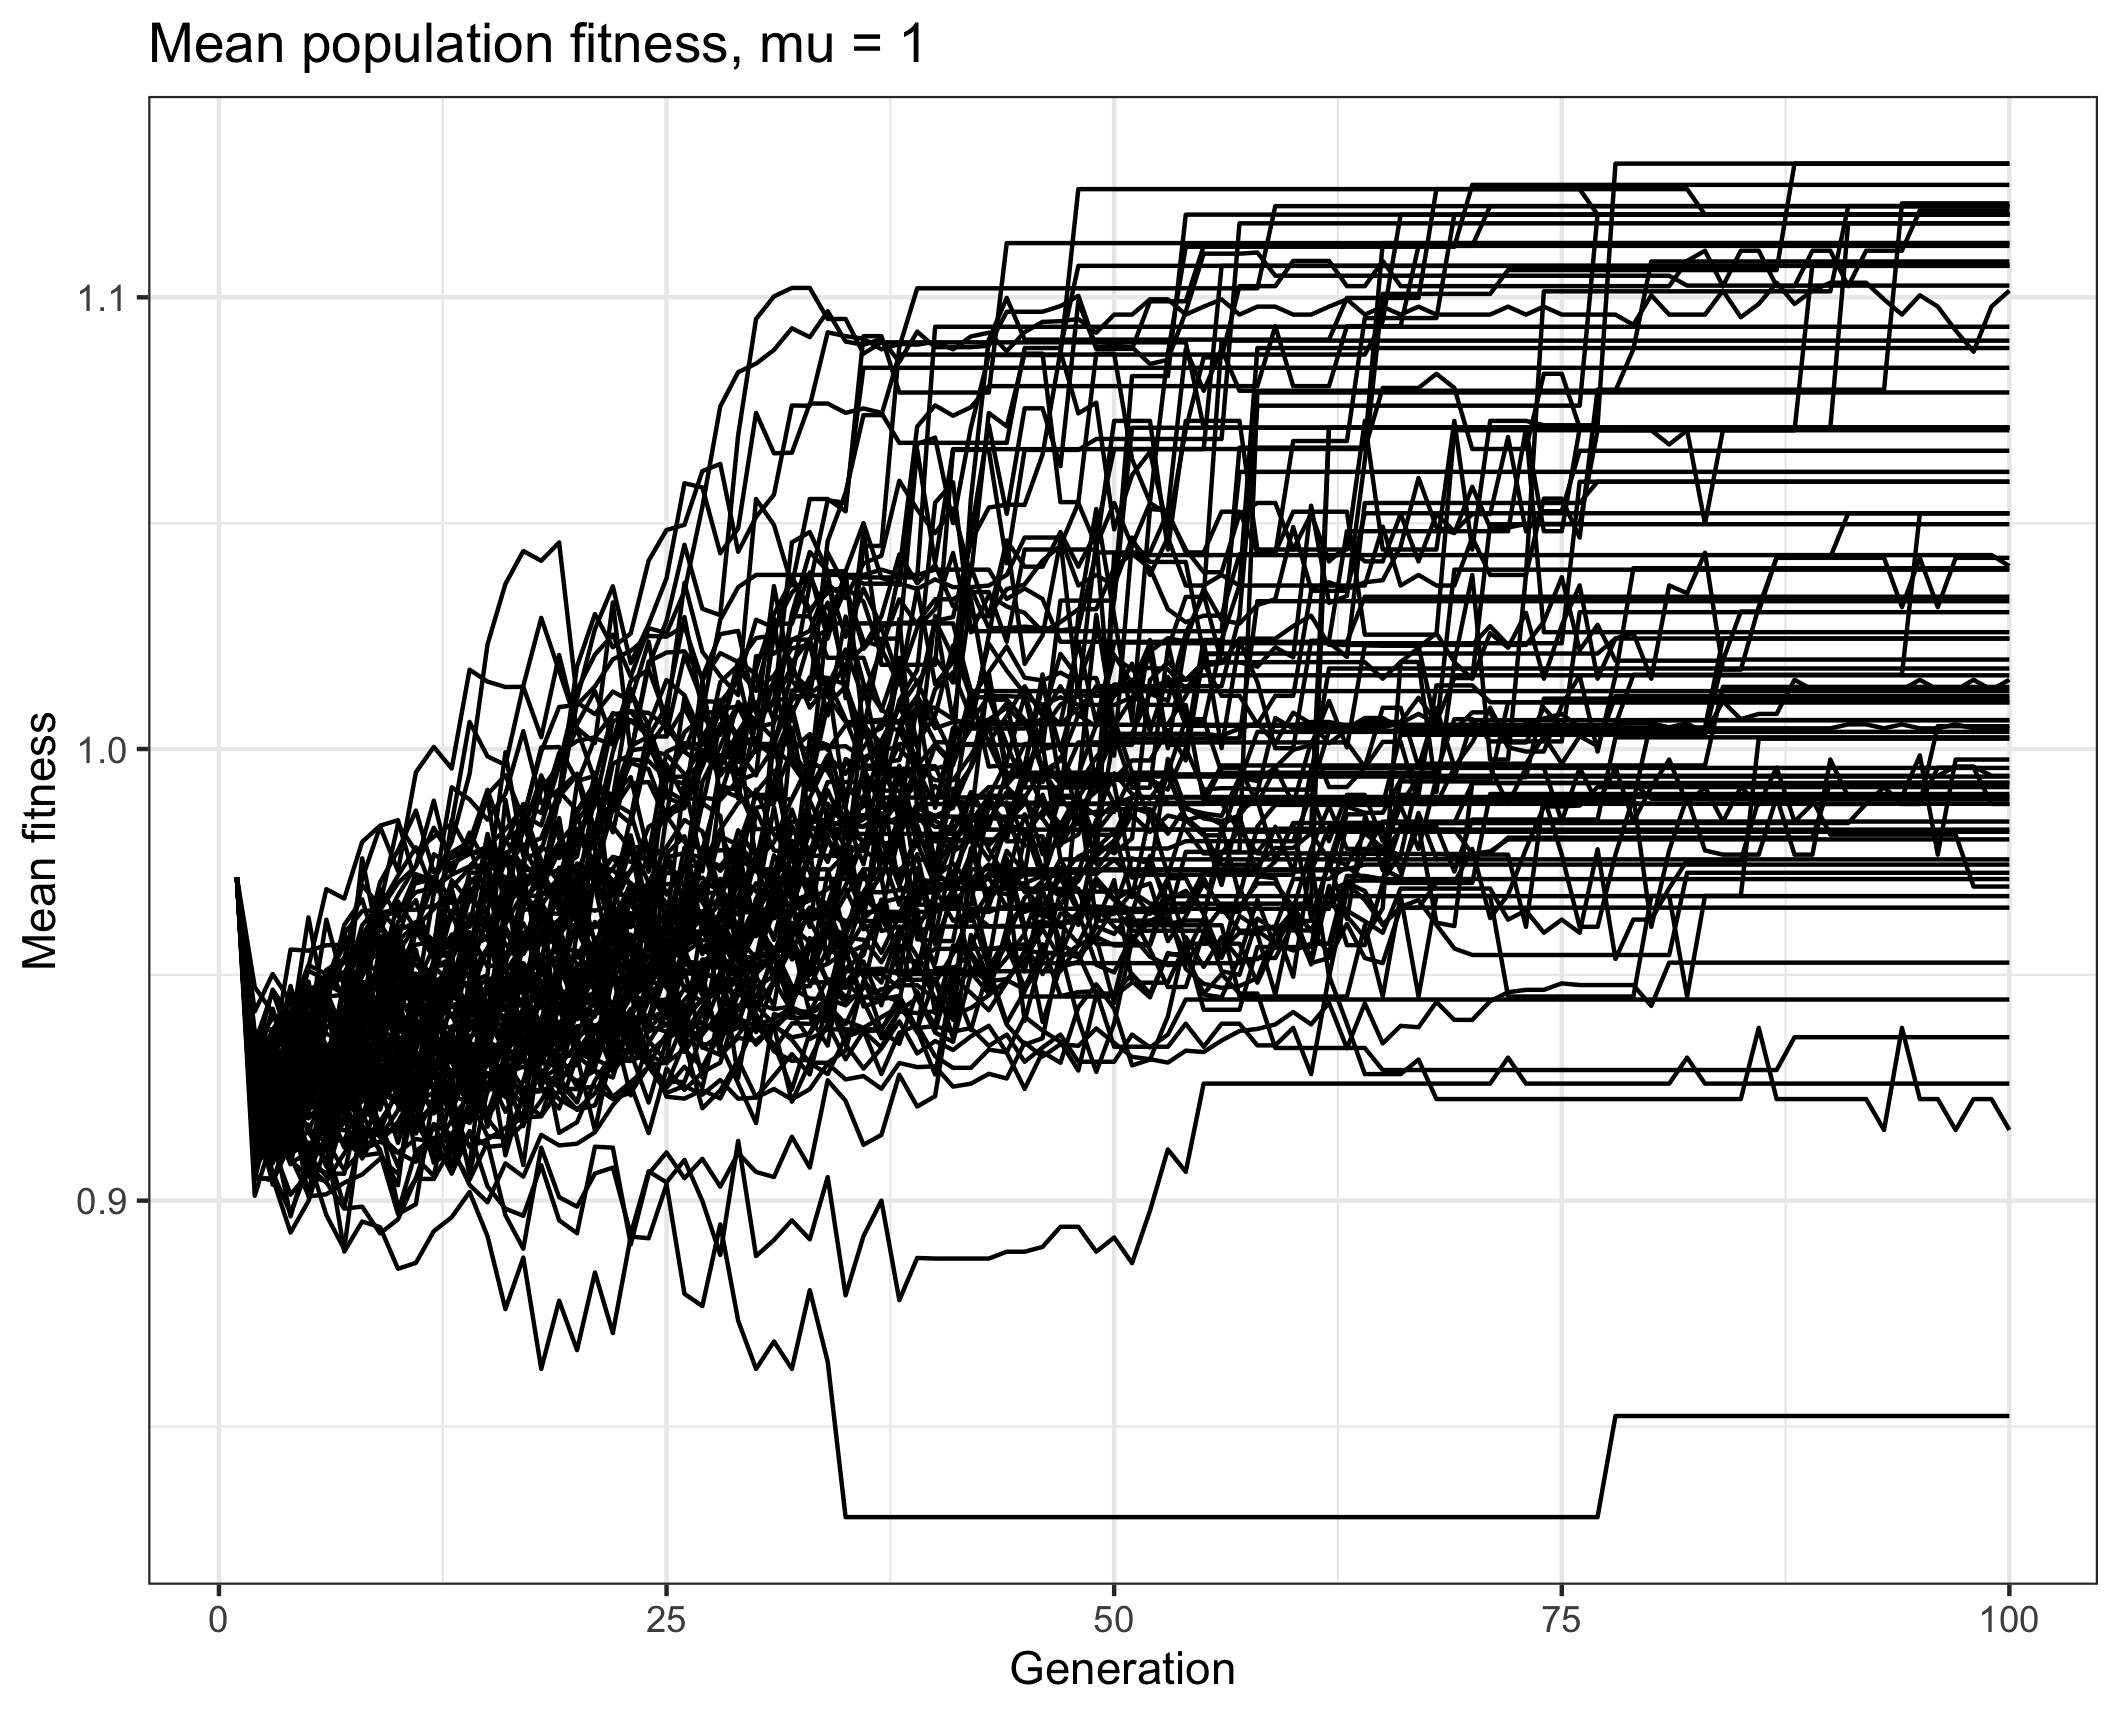 Mean population fitness, mu = 1
Mean fitness
1.1
1.0
0.9
0
25
50
75
100
Generation